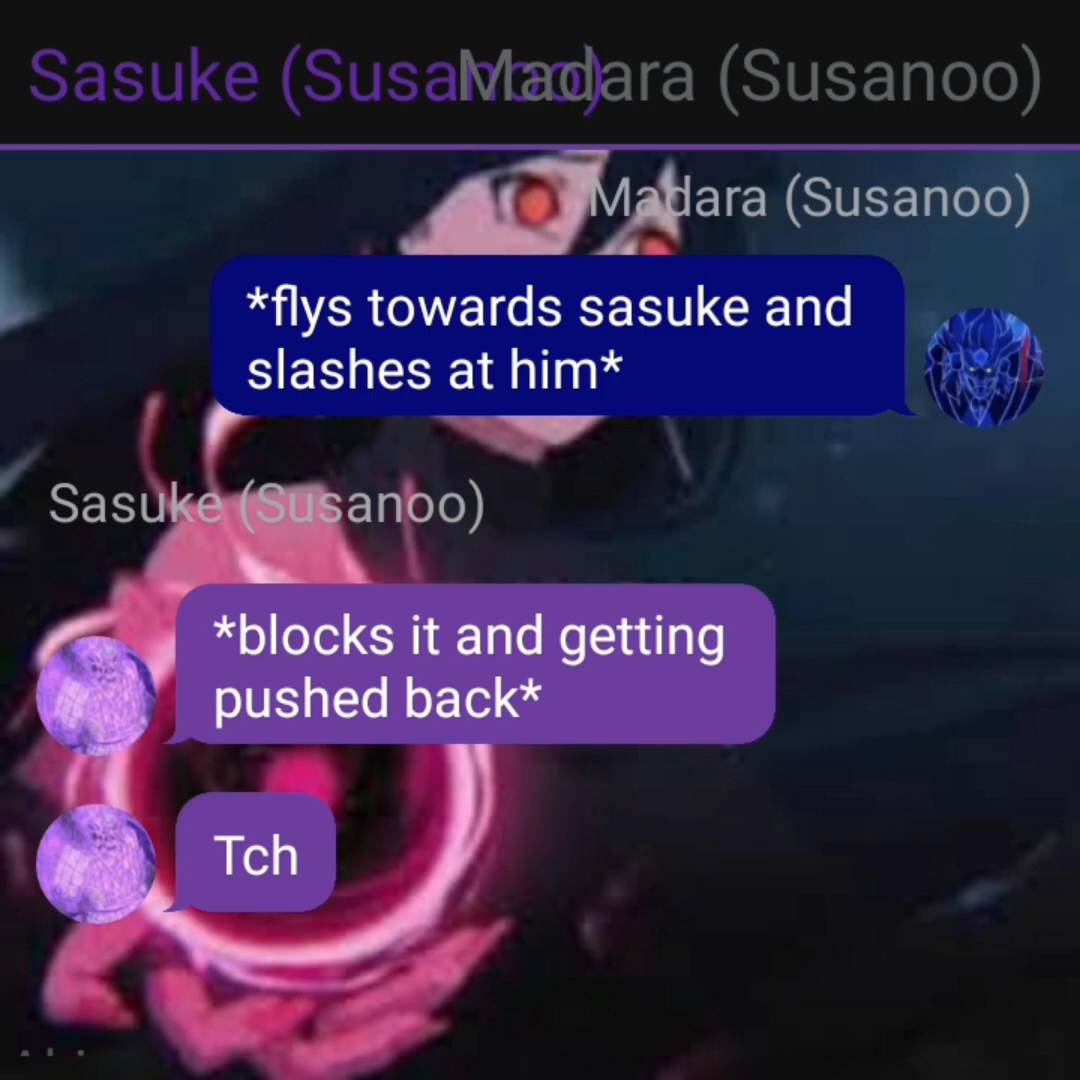 Sasuke (Susanoo)
Madara (Susanoo)
Madara (Susanoo)
*flys towards sasuke and
slashes at him*
Sasuke (Susanoo)
*blocks it and getting
pushed back*
Tch